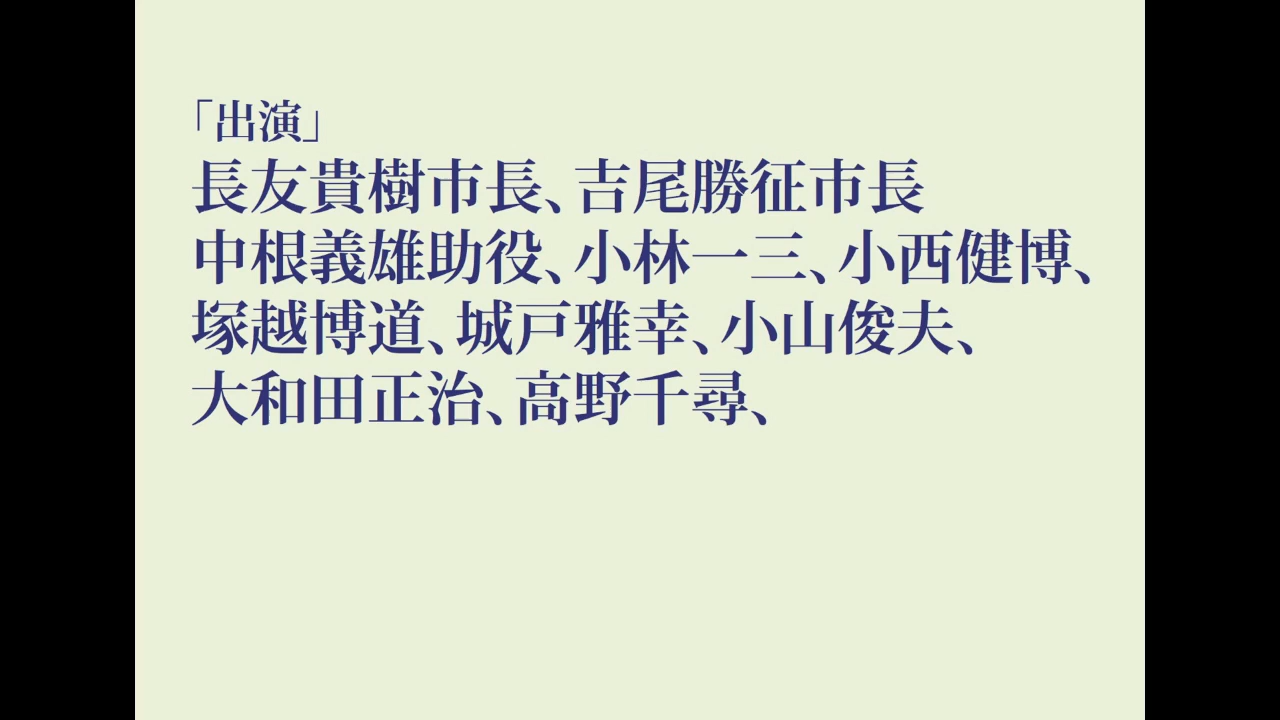 「出演」
長友貴樹市長、吉尾勝征市長
中根義雄助役、小林一三、小西健博、
塚越博道、城戸雅幸、小山俊夫、
大和田正治、高野千尋、